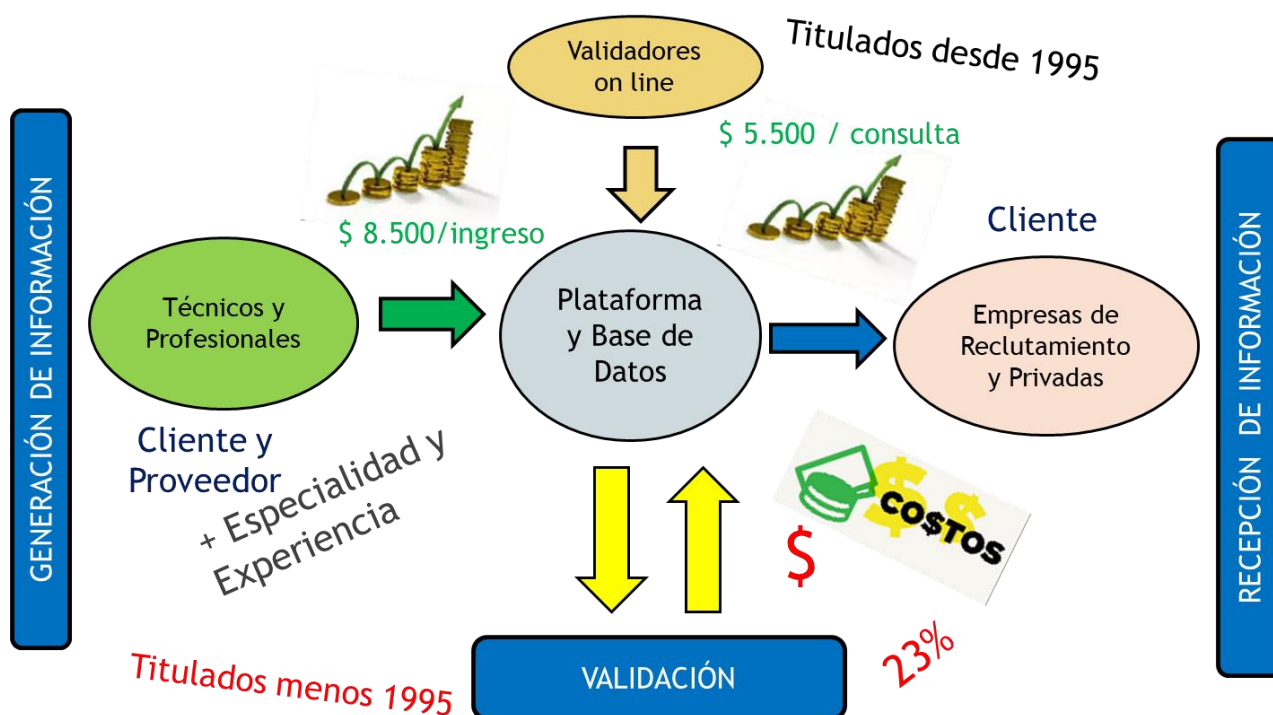 Validadores
on line
Titulados desde 1995
$ 5.500 / consulta
$ 8.500/ingreso
Cliente
GENERACIÓN DE INFORMACIÓN
Técnicos y
Profesionales
Plataforma
y Base de
Datos
Empresas de
Reclutamiento
y Privadas
RECEPCIÓN DE INFORMACIÓN
Cliente y
Proveedor
+ Especialidad y
Experiencia
$
CO$TOS
$ $
23%
Titulados menos 1995
VALIDACIÓN